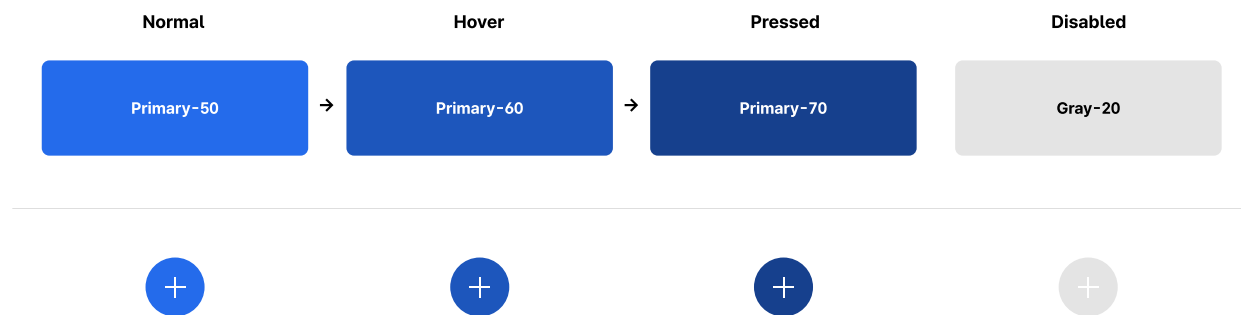 Normal
Hover
Pressed
Disabled
Primary-50
→
Primary-60
→
Primary-70
Gray-20